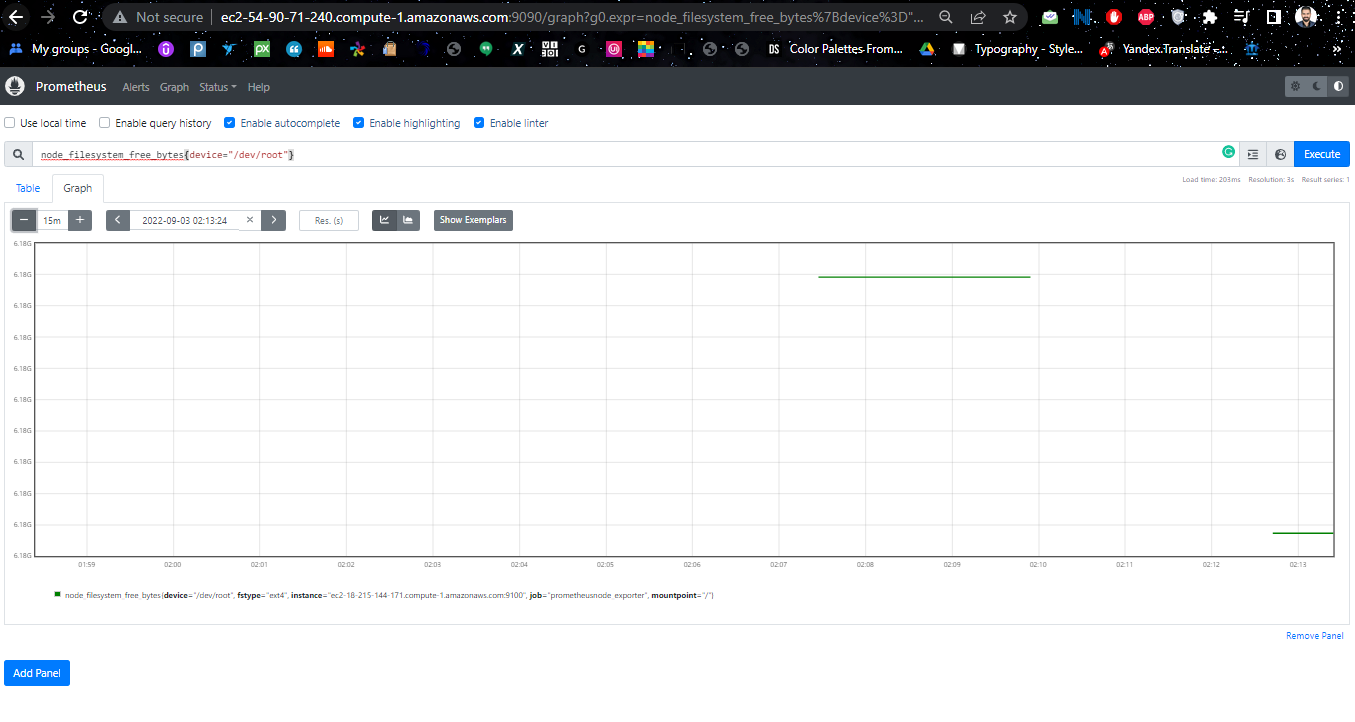 Not secure | ec2-54-90-71-240.compute-1.amazonaws.com:9090/graph?g0.expr=node_filesystem_free_bytes%7Bdevice%3D"...
My groups - Googl... Color Palettes From... Typography - Style... Yandex.Translate – :.
Prometheus Alerts Graph Status Help
Use local time Enable query history Enable autocomplete Enable highlighting Enable linter
node_filesystem_free_bytes{device="/dev/root"} Execute
Load time: 203ms Resolution: 3s Result series: 1
Table Graph
− 15m + < 2022-09-03 02:13:24 × > Res. (s) Show Exemplars
6.18G
6.18G
6.18G
6.18G
6.18G
6.18G
6.18G
6.18G
6.18G
6.18G
6.18G
01:59 02:00 02:01 02:02 02:03 02:04 02:05 02:06 02:07 02:08 02:09 02:10 02:11 02:12 02:13
node_filesystem_free_bytes{device="/dev/root", fstype="ext4", instance="ec2-18-215-144-171.compute-1.amazonaws.com:9100", job="prometheusnode_exporter", mountpoint="/"}
Remove Panel
Add Panel